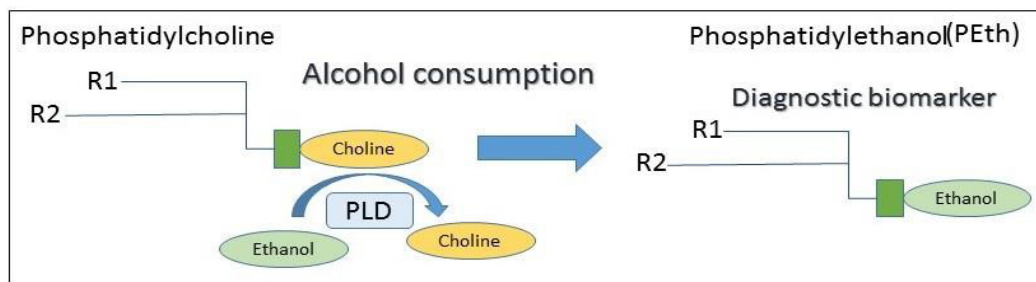 Phosphatidylcholine
R1
R2
Choline
PLD
Ethanol
Choline
Alcohol consumption
Phosphatidylethanol(PEth)
Diagnostic biomarker
R1
R2
Ethanol